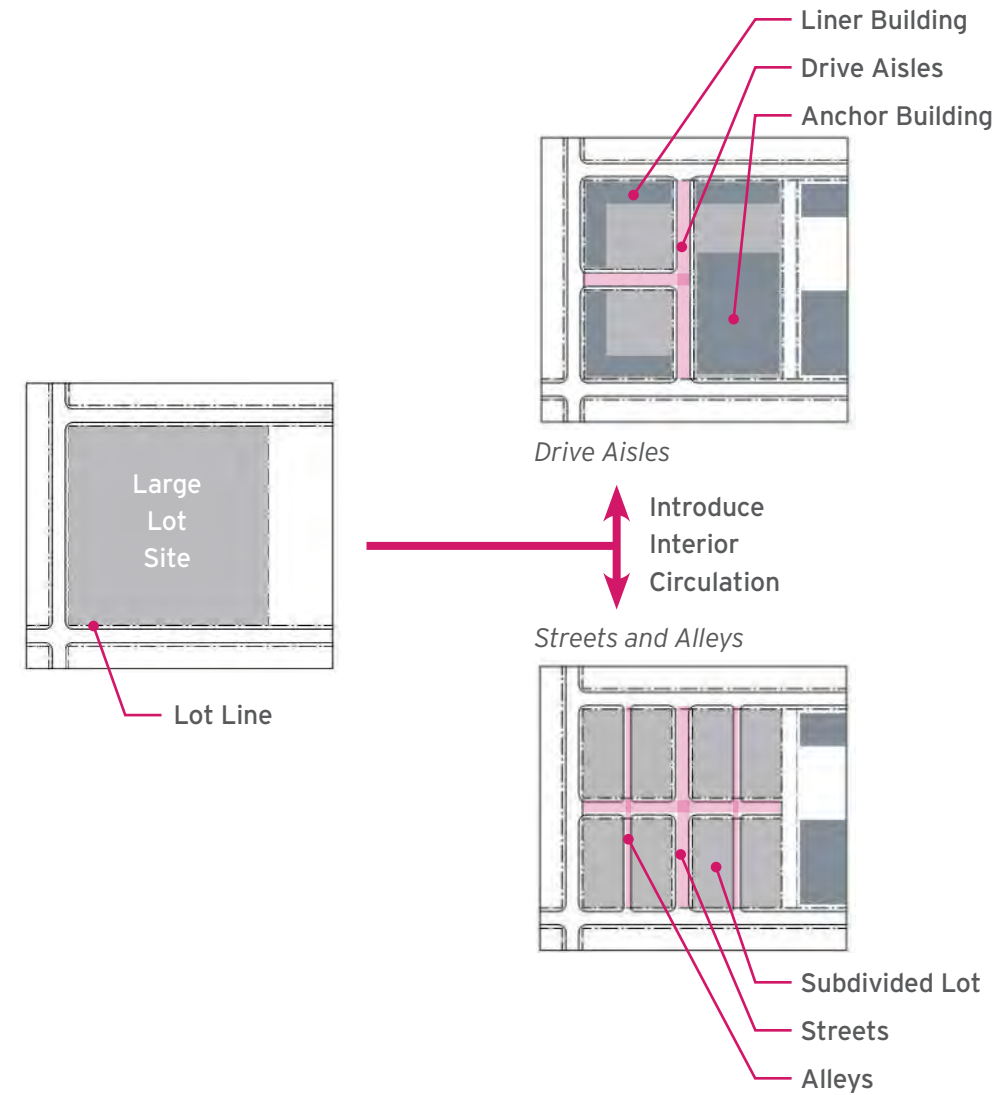 Liner Building
Drive Aisles
Anchor Building
Drive Aisles
Large
Lot
Site
Introduce
Interior
Circulation
Streets and Alleys
Lot Line
Subdivided Lot
Streets
Alleys